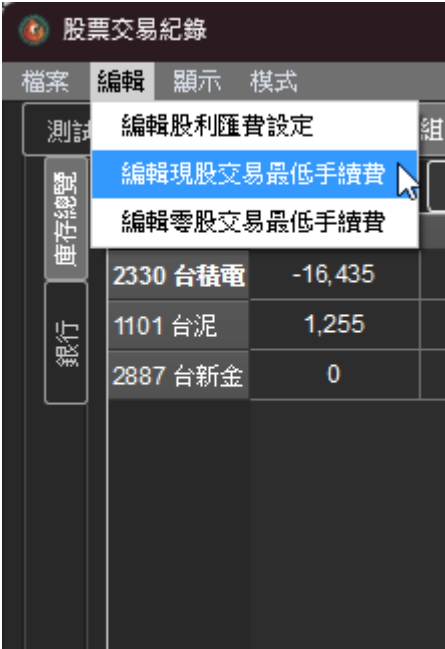 股票交易紀錄
檔案 編輯 顯示 模式
編輯股利匯費設定
編輯現股交易最低手續費
編輯零股交易最低手續費
庫存總覽
銀行
2330 台積電 -16,435
1101 台泥 1,255
2887 台新金 0